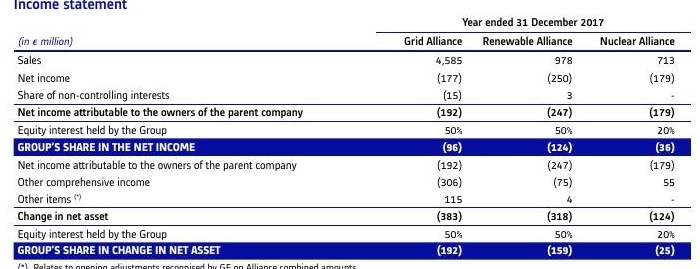 Income statement
Year ended 31 December 2017
(in € million) Grid Alliance Renewable Alliance Nuclear Alliance
Sales 4,585 978 713
Net income (177) (250) (179)
Share of non-controlling interests (15) 3 -
Net income attributable to the owners of the parent company (192) (247) (179)
Equity interest held by the Group 50% 50% 20%
GROUP'S SHARE IN THE NET INCOME (96) (124) (36)
Net income attributable to the owners of the parent company (192) (247) (179)
Other comprehensive income (306) (75) 55
Other items (*) 115 4 -
Change in net asset (383) (318) (124)
Equity interest held by the Group 50% 50% 20%
GROUP'S SHARE IN CHANGE IN NET ASSET (192) (159) (25)
(*) Relates to opening adjustments recognised by GE on Alliance combined amounts